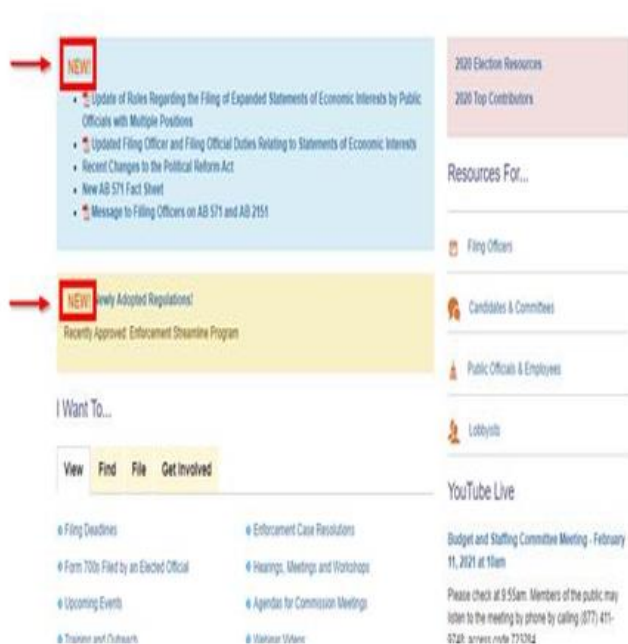 NEW!
Update of Rules Regarding the Filing of Expanded Statements of Economic Interests by Public
Officials with Multiple Positions
Updated Filing Officer and Filing Official Duties Relating to Statements of Economic Interests
Recent Changes to the Political Reform Act
New AB 571 Fact Sheet
Message to Filing Officers on AB 571 and AB 2151
NEW! Newly Adopted Regulations!
Recently Approved: Enforcement Streamline Program
I Want To...
View Find File Get Involved
Filing Deadlines
Form 700s Filed by an Elected Official
Upcoming Events
Training and Outreach
Enforcement Case Resolutions
Hearings, Meetings and Workshops
Agendas for Commission Meetings
Webinar Videos
2020 Election Resources
2020 Top Contributors
Resources For...
Filing Officers
Candidates & Committees
Public Officials & Employees
Lobbyists
YouTube Live
Budget and Staffing Committee Meeting - February
11, 2021 at 10am
Please check at 9:55am. Members of the public may
listen to the meeting by phone by calling (877) 411-
9748; access code 723284